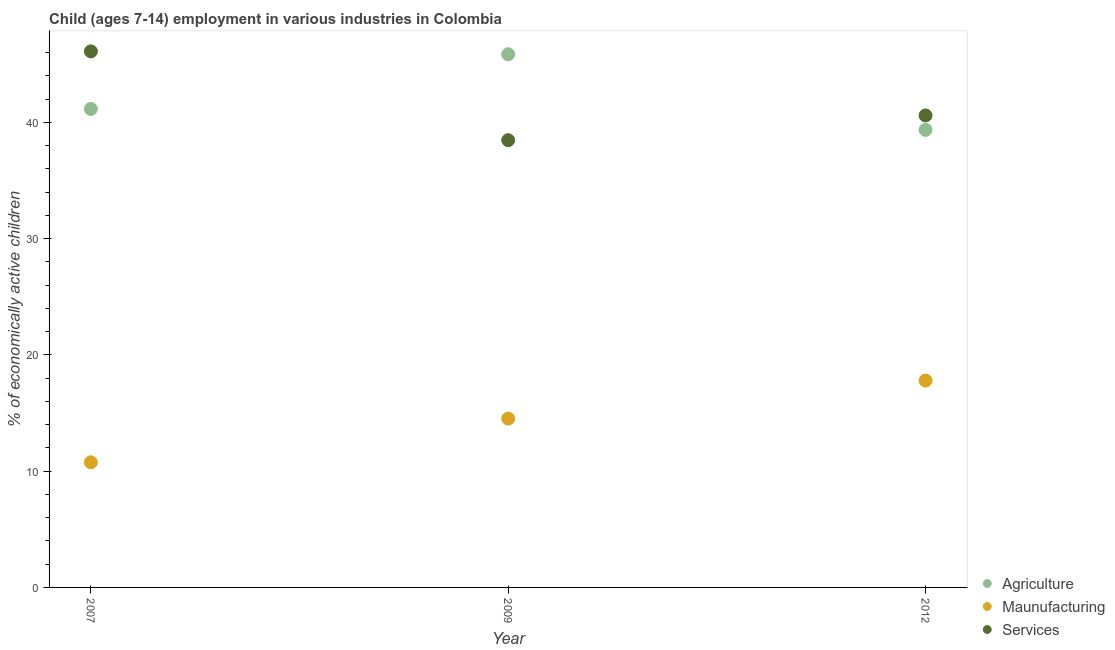 Child (ages 7-14) employment in various industries in Colombia
% of economically active children
40
30
20
10
0
2007
2009
2012
Year
Agriculture
Maunufacturing
Services